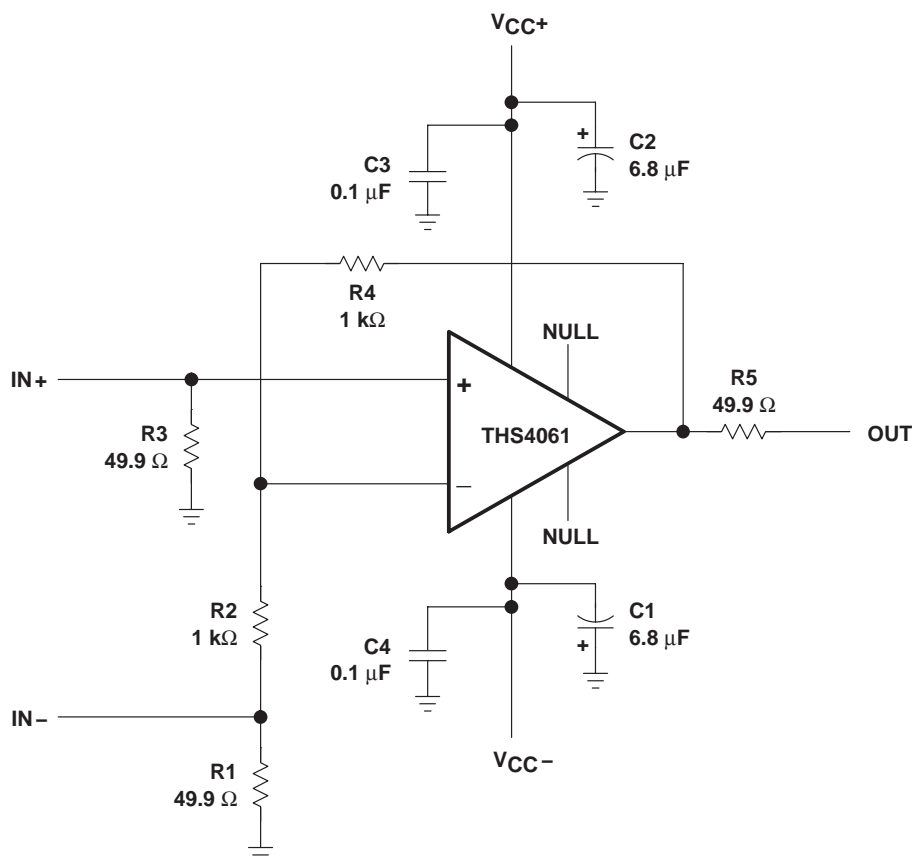 VCC+
C3
0.1 μF
C2
6.8 μF
+
R4
1 kΩ
NULL
IN+
R3
49.9 Ω
+
THS4061
−
R5
49.9 Ω
OUT
NULL
R2
1 kΩ
C4
0.1 μF
C1
6.8 μF
+
IN−
R1
49.9 Ω
VCC−